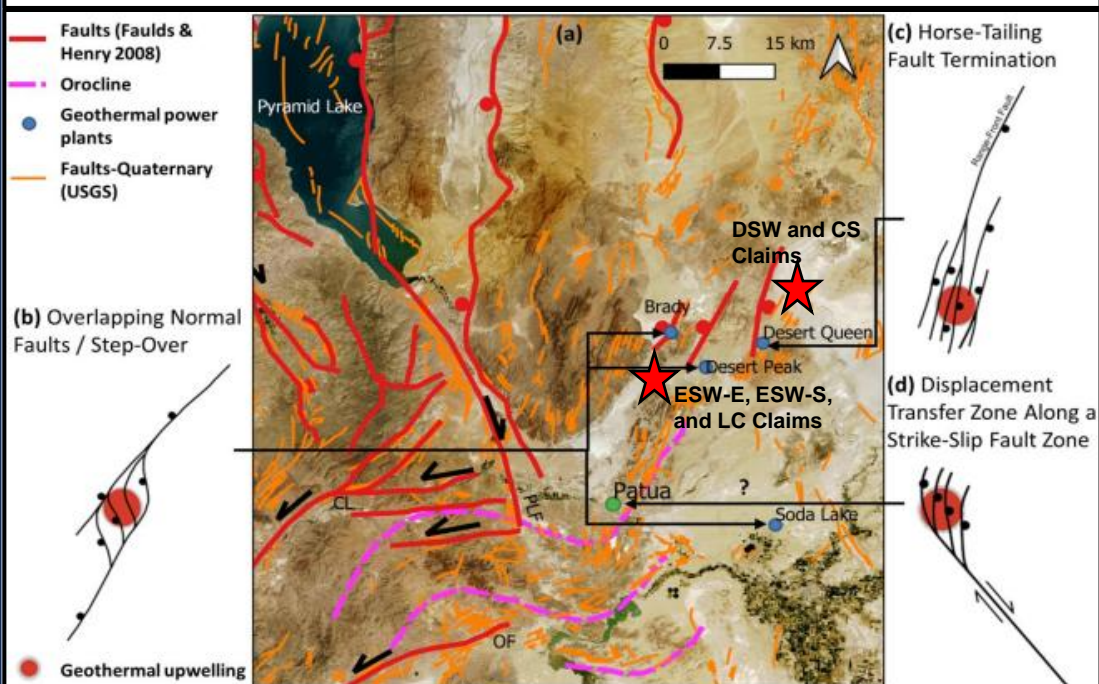 Faults (Faulds &
Henry 2008)
Orocline
Geothermal power
plants
Faults-Quaternary
(USGS)
(b) Overlapping Normal
Faults / Step-Over
Geothermal upwelling
(a)
0 7.5 15 km
Pyramid Lake
DSW and CS
Claims
Brady
Desert Queen
Desert Peak
ESW-E, ESW-S,
and LC Claims
CL
PLF
Patua
?
Soda Lake
OF
(c) Horse-Tailing
Fault Termination
Range-Front Fault
(d) Displacement
Transfer Zone Along a
Strike-Slip Fault Zone